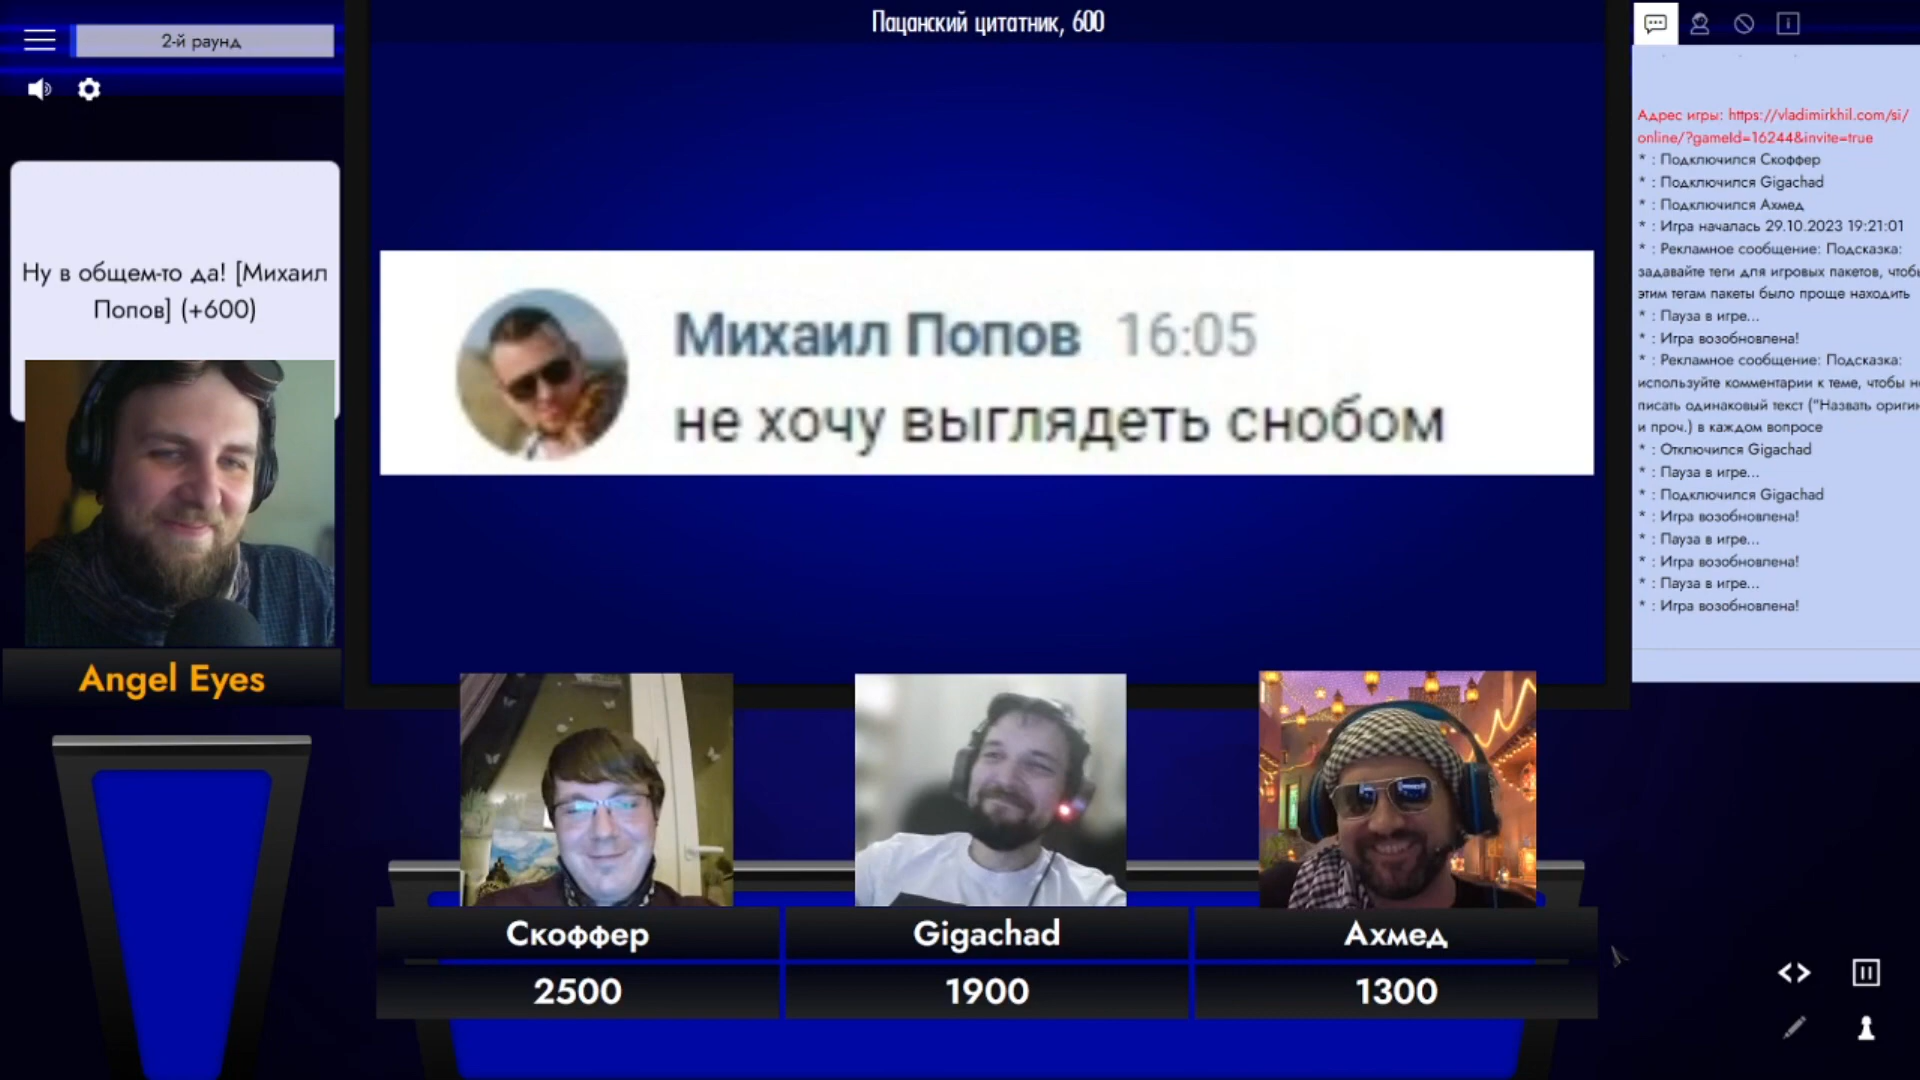 2-й раунд
Пацанский цитатник, 600
Ну в общем-то да! [Михаил
Попов] (+600)
Angel Eyes
Михаил Попов 16:05
не хочу выглядеть снобом
Скоффер
2500
Gigachad
1900
Ахмед
1300
Адрес игры: https://vladimirkhil.com/si/
online/?gameId=16244&invite=true
* : Подключился Скоффер
* : Подключился Gigachad
* : Подключился Ахмед
* : Игра началась 29.10.2023 19:21:01
* : Рекламное сообщение: Подсказка:
задавайте теги для игровых пакетов, чтобы
этим тегам пакеты было проще находить
* : Пауза в игре...
* : Игра возобновлена!
* : Рекламное сообщение: Подсказка:
используйте комментарии к теме, чтобы
писать одинаковый текст ("Назвать
и проч.) в каждом вопросе
* : Отключился Gigachad
* : Пауза в игре...
* : Подключился Gigachad
* : Игра возобновлена!
* : Пауза в игре...
* : Игра возобновлена!
* : Пауза в игре...
* : Игра возобновлена!